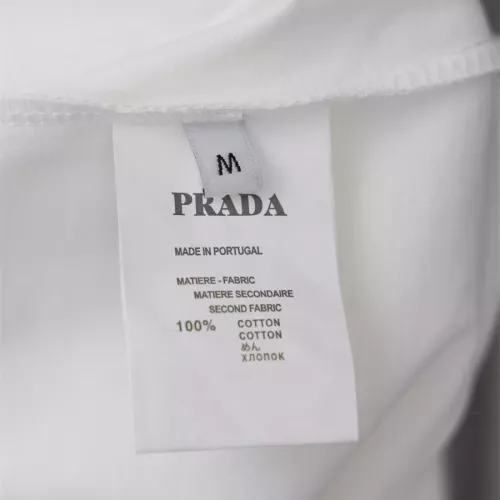 M
PRADA
MADE IN PORTUGAL
MATIERE - FABRIC
MATIERE SECONDAIRE
SECOND FABRIC
100% COTTON
COTTON
めん
ХЛОПОК